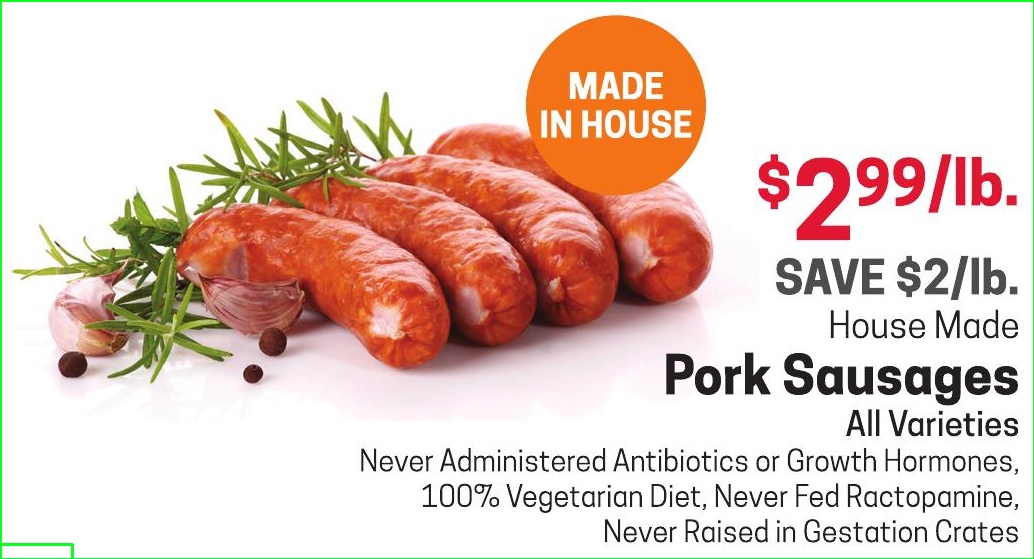 MADE
IN HOUSE
$2 99/lb.
SAVE $2/lb.
House Made
Pork Sausages
All Varieties
Never Administered Antibiotics or Growth Hormones,
100% Vegetarian Diet, Never Fed Ractopamine,
Never Raised in Gestation Crates